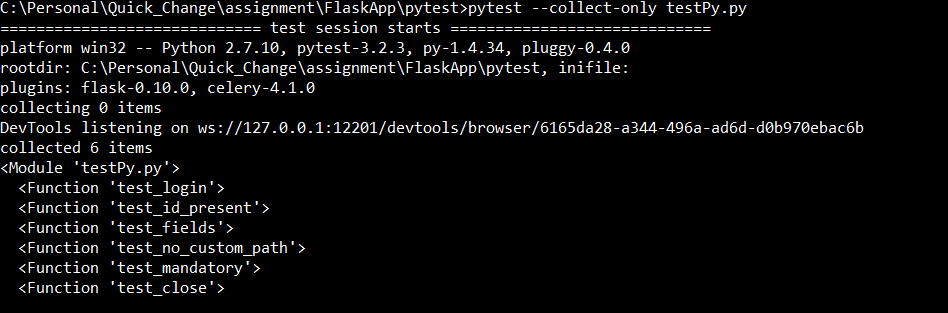 C:\Personal\Quick_Change\assignment\FlaskApp\pytest>pytest --collect-only testPy.py
============================= test session starts =============================
platform win32 -- Python 2.7.10, pytest-3.2.3, py-1.4.34, pluggy-0.4.0
rootdir: C:\Personal\Quick_Change\assignment\FlaskApp\pytest, inifile:
plugins: flask-0.10.0, celery-4.1.0
collecting 0 items
DevTools listening on ws://127.0.0.1:12201/devtools/browser/6165da28-a344-496a-ad6d-d0b970ebac6b
collected 6 items
<Module 'testPy.py'>
  <Function 'test_login'>
  <Function 'test_id_present'>
  <Function 'test_fields'>
  <Function 'test_no_custom_path'>
  <Function 'test_mandatory'>
  <Function 'test_close'>